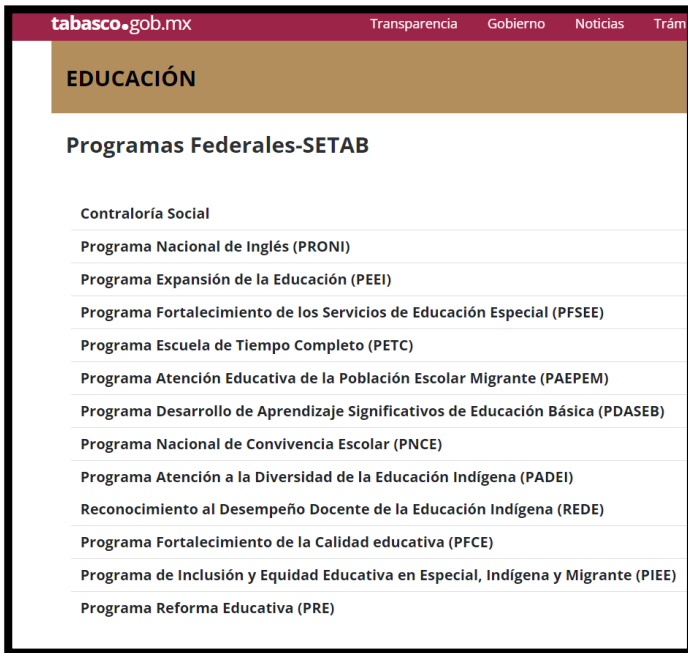 tabasco.gob.mx Transparencia Gobierno Noticias Trám
EDUCACIÓN
Programas Federales-SETAB
Contraloría Social
Programa Nacional de Inglés (PRONI)
Programa Expansión de la Educación (PEEI)
Programa Fortalecimiento de los Servicios de Educación Especial (PFSEE)
Programa Escuela de Tiempo Completo (PETC)
Programa Atención Educativa de la Población Escolar Migrante (PAEPEM)
Programa Desarrollo de Aprendizaje Significativos de Educación Básica (PDASEB)
Programa Nacional de Convivencia Escolar (PNCE)
Programa Atención a la Diversidad de la Educación Indígena (PADEI)
Reconocimiento al Desempeño Docente de la Educación Indígena (REDE)
Programa Fortalecimiento de la Calidad educativa (PFCE)
Programa de Inclusión y Equidad Educativa en Especial, Indígena y Migrante (PIEE)
Programa Reforma Educativa (PRE)